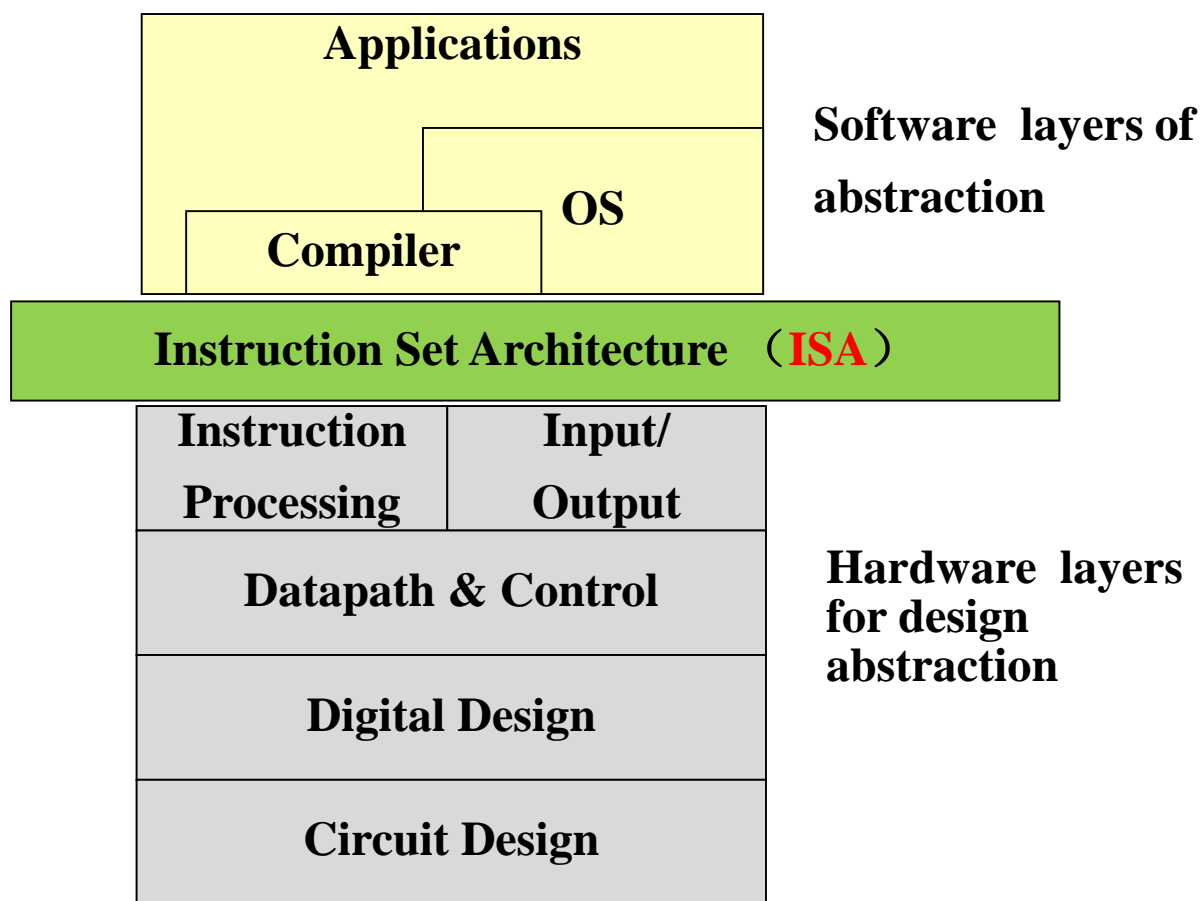 Applications
Software layers of
abstraction
OS
Compiler
Instruction Set Architecture （ISA）
Instruction
Processing
Input/
Output
Datapath & Control
Hardware layers
for design
abstraction
Digital Design
Circuit Design